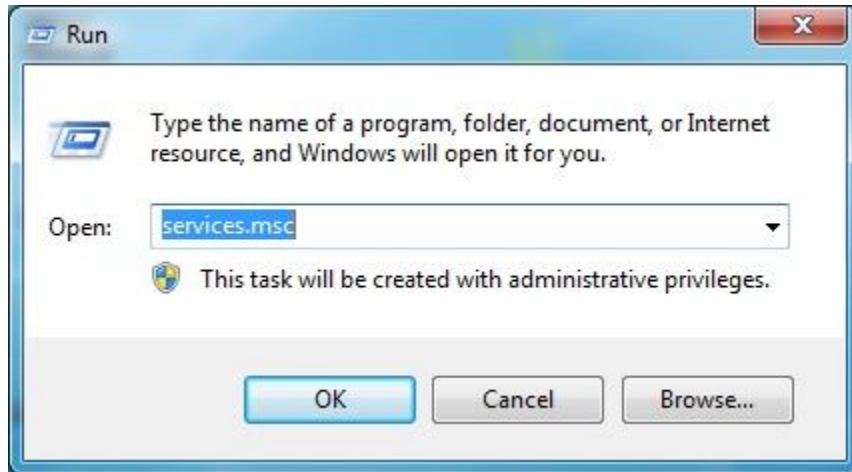 Run
Type the name of a program, folder, document, or Internet
resource, and Windows will open it for you.
Open: services.msc
This task will be created with administrative privileges.
OK Cancel Browse...